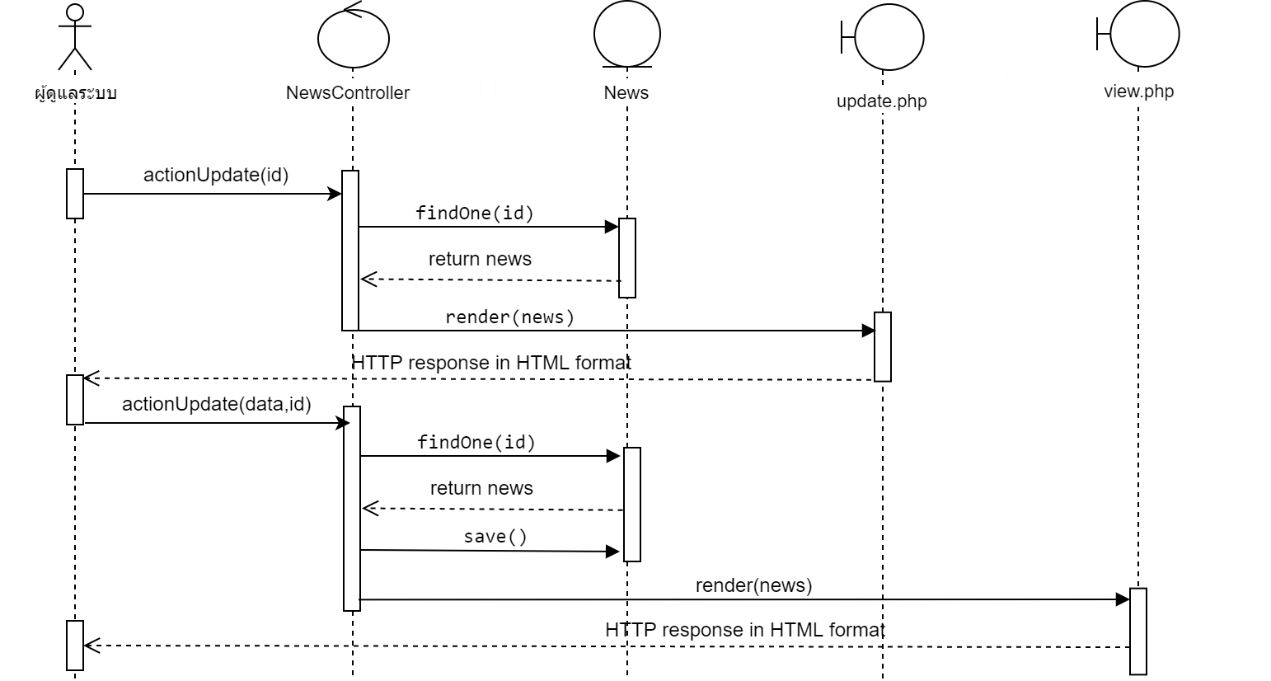 ผู้ดูแลระบบ
NewsController
News
update.php
view.php
actionUpdate(id)
findOne(id)
return news
render(news)
HTTP response in HTML format
actionUpdate(data,id)
findOne(id)
return news
save()
render(news)
HTTP response in HTML format